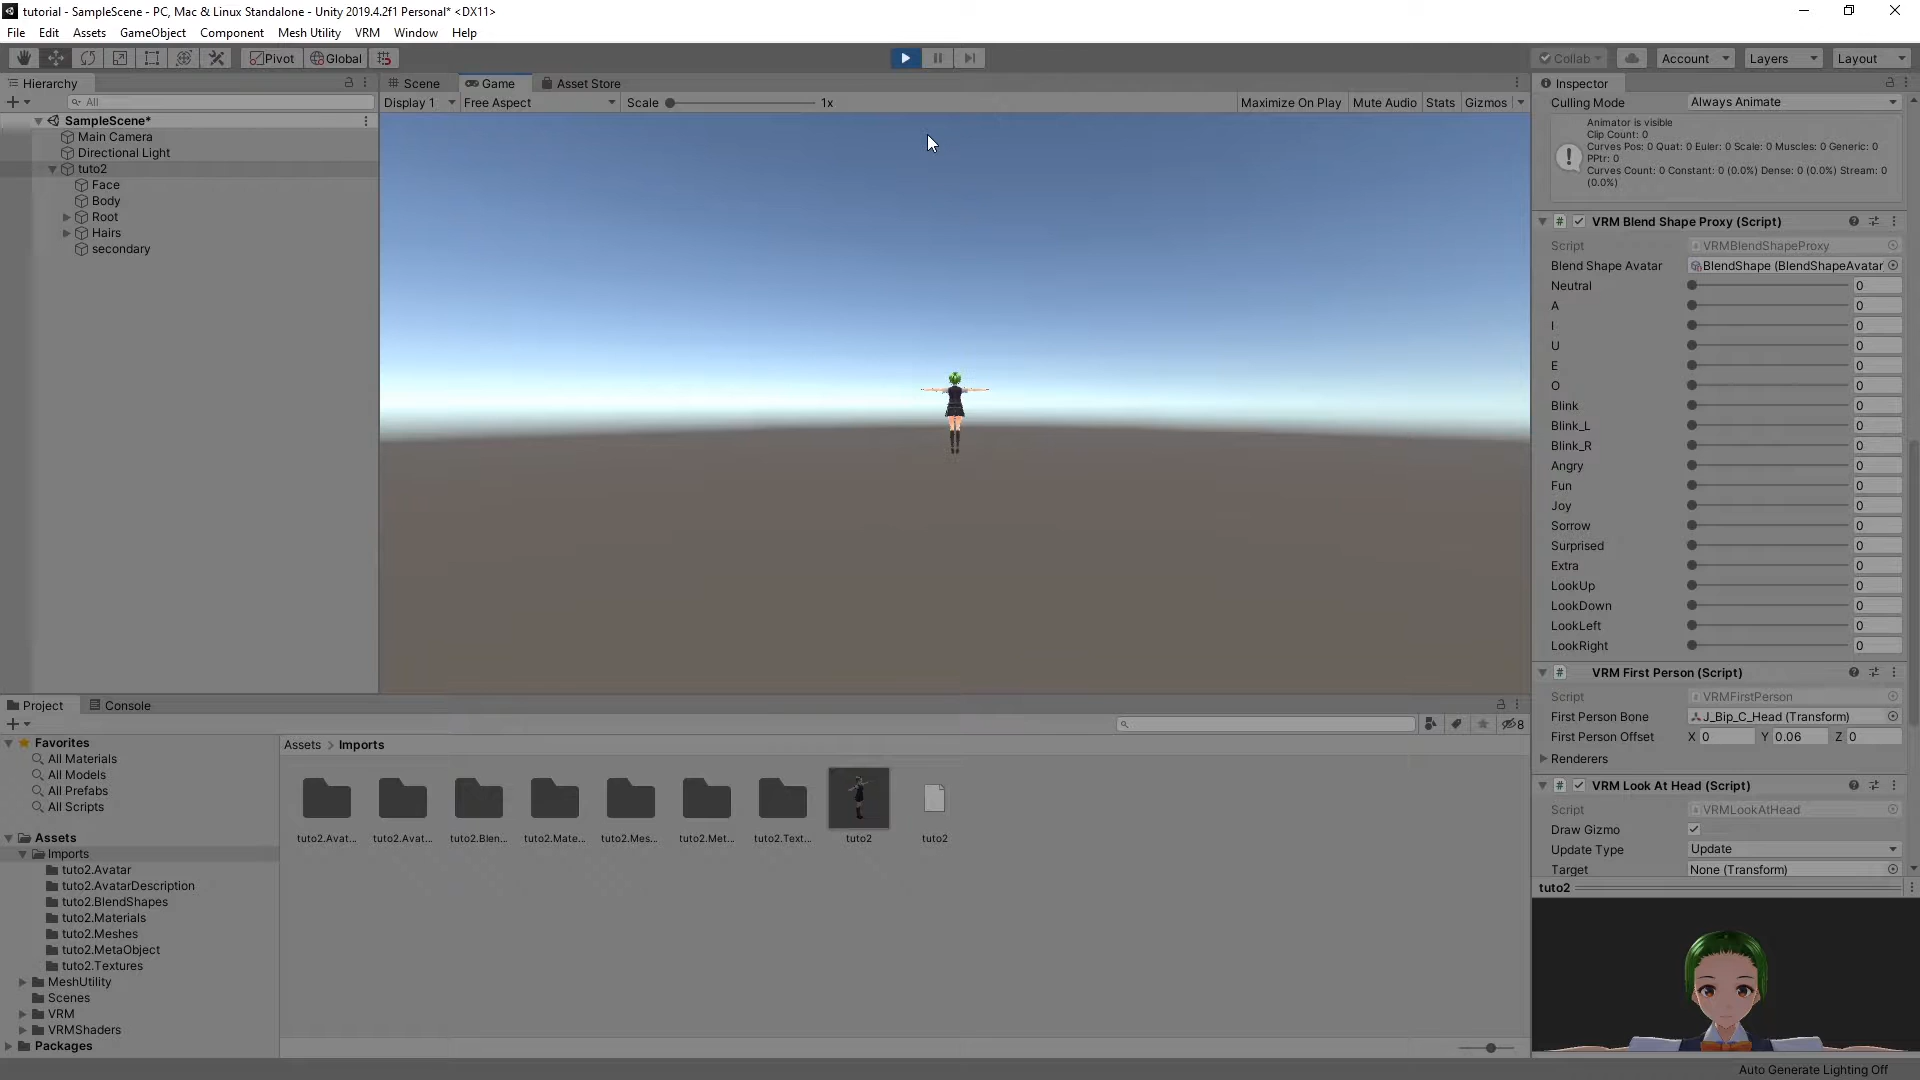 tutorial - SampleScene - PC, Mac & Linux Standalone - Unity 2019.4.2f1 Personal* <DX11>
File Edit Assets GameObject Component Mesh Utility VRM Window Help
Pivot Global Collab Account Layers Layout
Hierarchy
All
SampleScene*
Main Camera
Directional Light
tuto2
Face
Body
Root
Hairs
secondary
Scene Game Asset Store
Display 1 Free Aspect Scale 1x Maximize On Play Mute Audio Stats Gizmos
Inspector
Culling Mode Always Animate
Animator is visible
Clip Count: 0
Curves Pos: 0 Quat: 0 Euler: 0 Scale: 0 Muscles: 0 Generic: 0
PPtr: 0
Curves Count: 0 Constant: 0 (0.0%) Dense: 0 (0.0%) Stream: 0
(0.0%)
VRM Blend Shape Proxy (Script)
Script VRMBlendShapeProxy
Blend Shape Avatar BlendShape (BlendShapeAvatar
Neutral 0
A 0
I 0
U 0
E 0
O 0
Blink 0
Blink_L 0
Blink_R 0
Angry 0
Fun 0
Joy 0
Sorrow 0
Surprised 0
Extra 0
LookUp 0
LookDown 0
LookLeft 0
LookRight 0
VRM First Person (Script)
Script VRMFirstPerson
First Person Bone J_Bip_C_Head (Transform)
First Person Offset X 0 Y 0.06 Z 0
Renderers
VRM Look At Head (Script)
Script VRMLookAtHead
Draw Gizmo
Update Type Update
Target None (Transform)
tuto2
Project Console
8
Favorites
All Materials
All Models
All Prefabs
All Scripts
Assets
Imports
tuto2.Avatar
tuto2.AvatarDescription
tuto2.BlendShapes
tuto2.Materials
tuto2.Meshes
tuto2.MetaObject
tuto2.Textures
MeshUtility
Scenes
VRM
VRMShaders
Packages
Assets > Imports
tuto2.Avat... tuto2.Avat... tuto2.Blen... tuto2.Mate... tuto2.Mes... tuto2.Met... tuto2.Text... tuto2 tuto2
Auto Generate Lighting Off